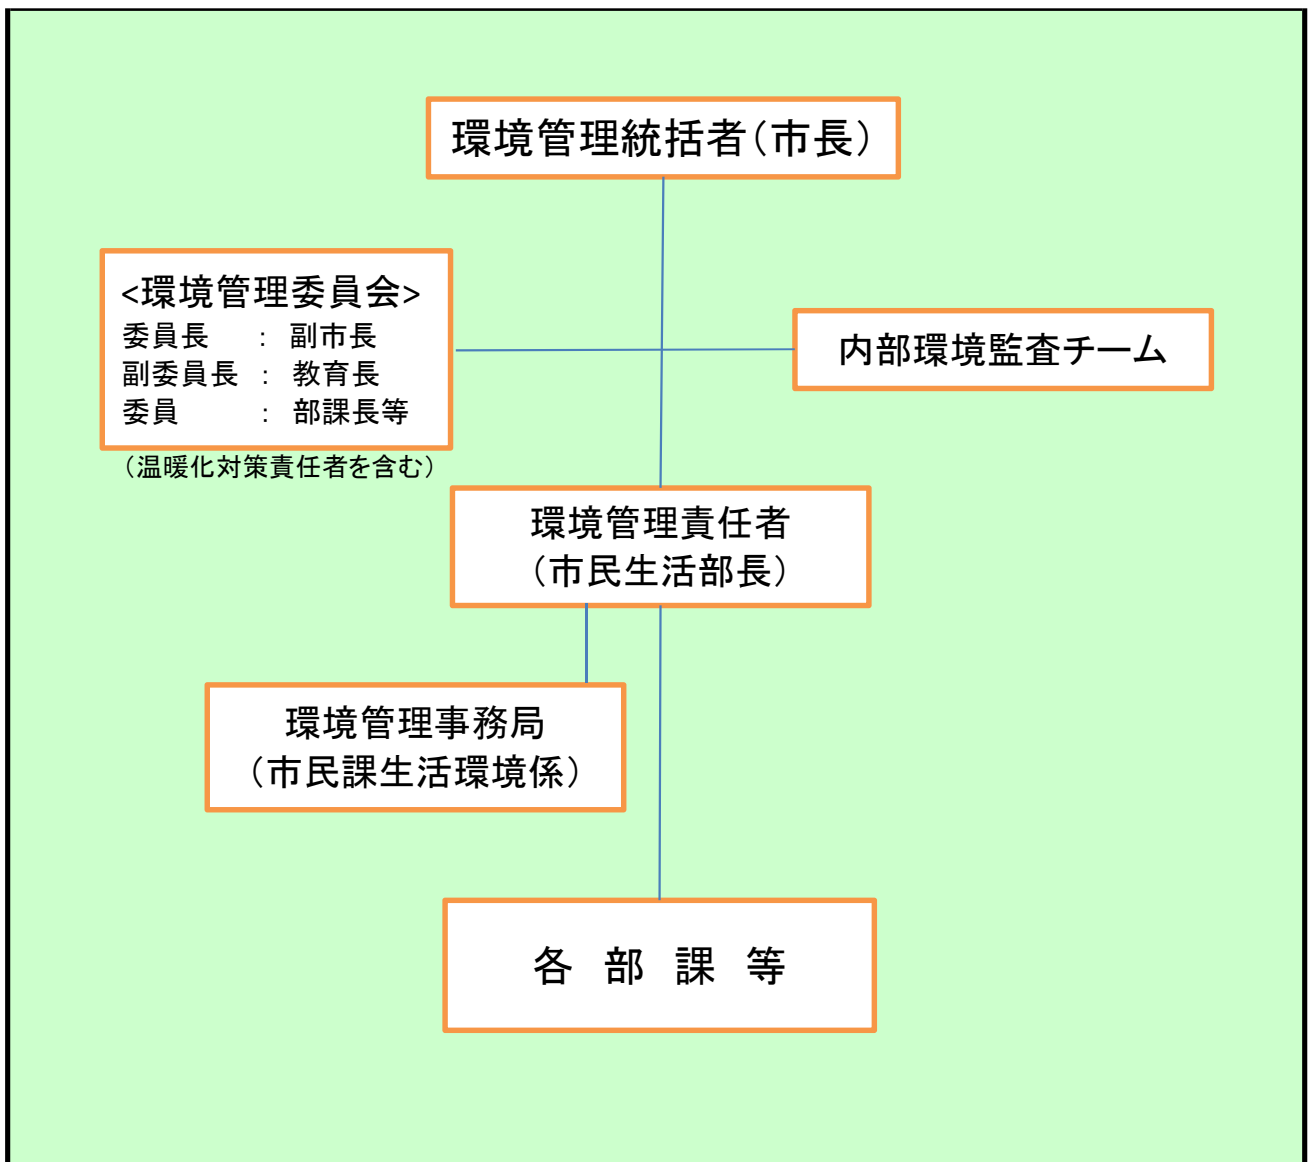 環境管理統括者(市長)
<環境管理委員会>
委員長 : 副市長
副委員長 : 教育長
委員 : 部課長等
(温暖化対策責任者を含む)
内部環境監査チーム
環境管理責任者
(市民生活部長)
環境管理事務局
(市民課生活環境係)
各 部 課 等